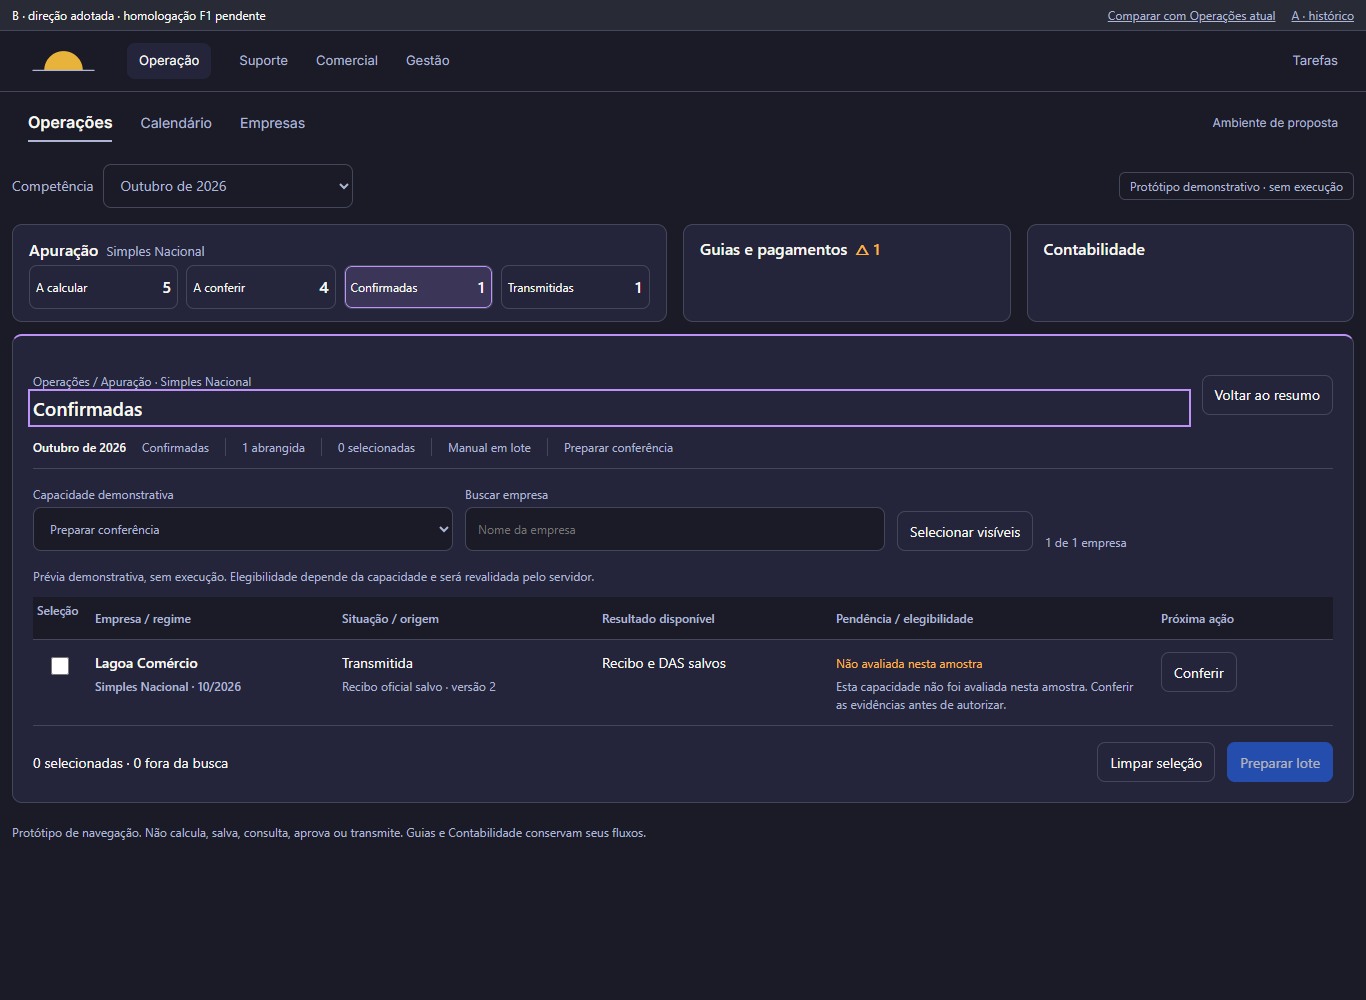 B · direção adotada · homologação F1 pendente
Comparar com Operações atual
A · histórico
Operação
Suporte
Comercial
Gestão
Tarefas
Operações
Calendário
Empresas
Ambiente de proposta
Competência
Outubro de 2026
Protótipo demonstrativo · sem execução
Apuração Simples Nacional
A calcular 5
A conferir 4
Confirmadas 1
Transmitidas 1
Guias e pagamentos △ 1
Contabilidade
Operações / Apuração · Simples Nacional
Confirmadas
Voltar ao resumo
Outubro de 2026
Confirmadas
1 abrangida
0 selecionadas
Manual em lote
Preparar conferência
Capacidade demonstrativa
Buscar empresa
Preparar conferência
Nome da empresa
Selecionar visíveis
1 de 1 empresa
Prévia demonstrativa, sem execução. Elegibilidade depende da capacidade e será revalidada pelo servidor.
Seleção
Empresa / regime
Situação / origem
Resultado disponível
Pendência / elegibilidade
Próxima ação
Lagoa Comércio
Simples Nacional · 10/2026
Transmitida
Recibo oficial salvo · versão 2
Recibo e DAS salvos
Não avaliada nesta amostra
Esta capacidade não foi avaliada nesta amostra. Conferir
as evidências antes de autorizar.
Conferir
0 selecionadas · 0 fora da busca
Limpar seleção
Preparar lote
Protótipo de navegação. Não calcula, salva, consulta, aprova ou transmite. Guias e Contabilidade conservam seus fluxos.